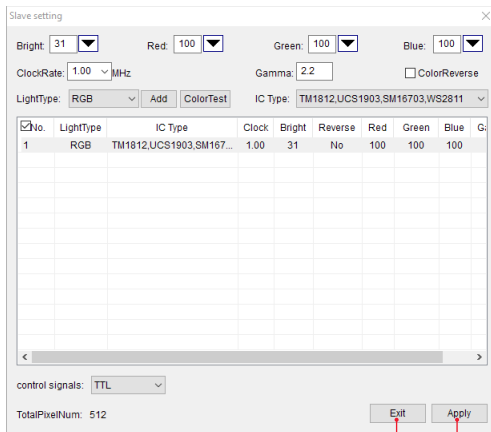 Slave setting
Bright: 31 Red: 100 Green: 100 Blue: 100
ClockRate: 1.00 MHz Gamma: 2.2 ColorReverse
LightType: RGB Add ColorTest IC Type: TM1812,UCS1903,SM16703,WS2811
No. LightType IC Type Clock Bright Reverse Red Green Blue
1 RGB TM1812,UCS1903,SM167... 1.00 31 No 100 100 100
control signals: TTL
TotalPixelNum: 512 Exit Apply